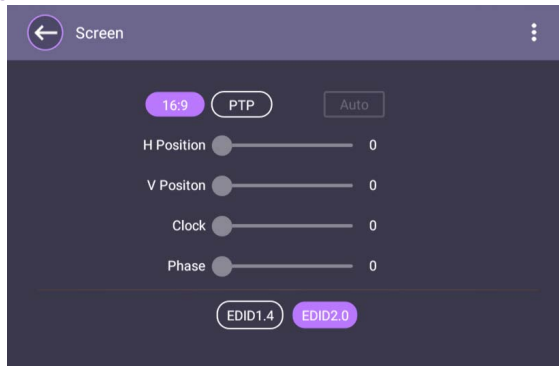 Screen
16:9 PTP Auto
H Position 0
V Positon 0
Clock 0
Phase 0
EDID1.4 EDID2.0